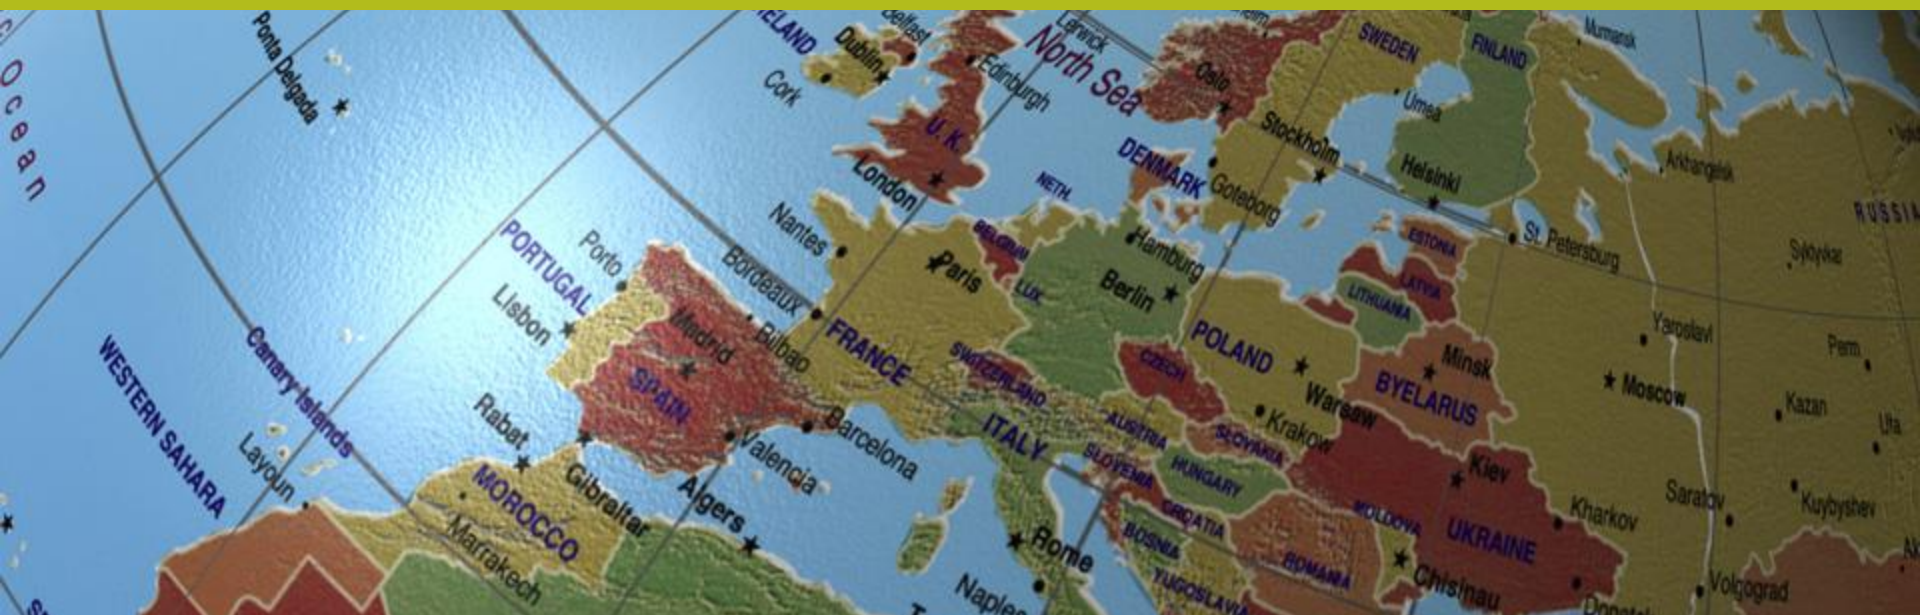 Ocean
Ponta Delgada
IRELAND
Belfast
Dublin
Cork
Edinburgh
U.K.
London
Lerwick
North Sea
Oslo
SWEDEN
FINLAND
Murmansk
Umea
Stockholm
Helsinki
Arkhangelsk
RUSSIA
DENMARK
Goteborg
NETH.
Nantes
BELGIUM
Hamburg
St. Petersburg
ESTONIA
Syktyvkar
PORTUGAL
Porto
Bordeaux
Paris
LUX.
Berlin
LATVIA
LITHUANIA
Lisbon
Madrid
Bilbao
FRANCE
SWITZERLAND
CZECH
POLAND
Warsaw
Minsk
BYELARUS
Yaroslavl
Perm
Moscow
Kazan
Ufa
WESTERN SAHARA
Canary Islands
SPAIN
Rabat
Layoun
Valencia
Barcelona
ITALY
AUSTRIA
SLOVAKIA
Krakow
SLOVENIA
HUNGARY
Kiev
Saratov
Kuybyshev
MOROCCO
Gibraltar
Algers
Marrakech
CROATIA
MOLDOVA
UKRAINE
Kharkov
Rome
BOSNIA
ROMANIA
Chisinau
Naples
YUGOSLAVIA
Volgograd